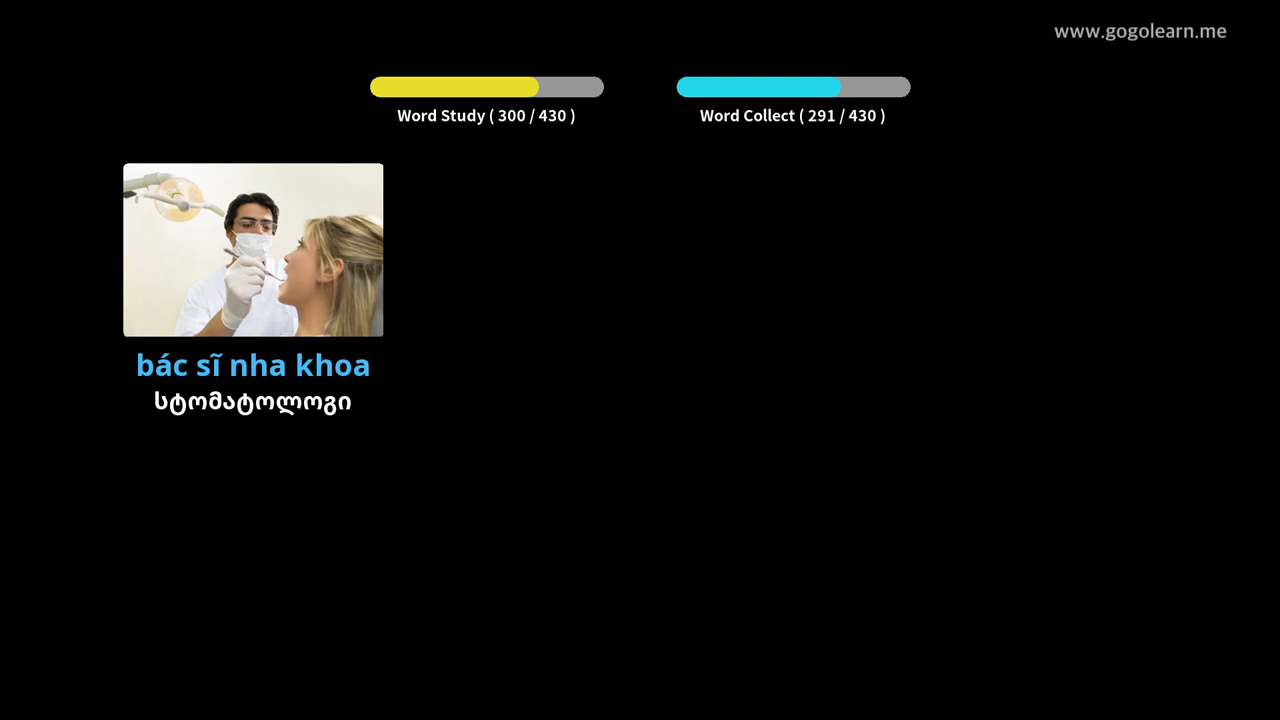 www.gogolearn.me
Word Study ( 300 / 430 )
Word Collect ( 291 / 430 )
bác sĩ nha khoa
სტომატოლოგი